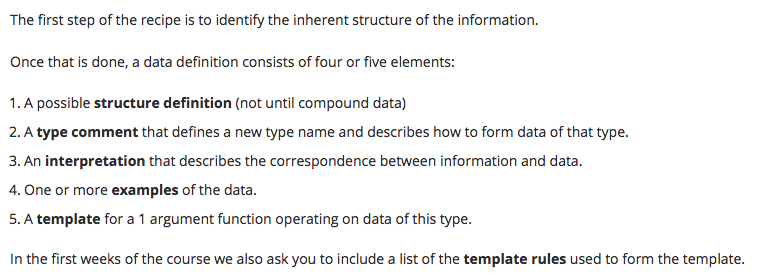 The first step of the recipe is to identify the inherent structure of the information.
Once that is done, a data definition consists of four or five elements:
1. A possible structure definition (not until compound data)
2. A type comment that defines a new type name and describes how to form data of that type.
3. An interpretation that describes the correspondence between information and data.
4. One or more examples of the data.
5. A template for a 1 argument function operating on data of this type.
In the first weeks of the course we also ask you to include a list of the template rules used to form the template.